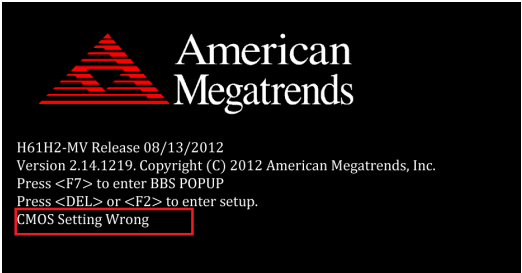 American
Megatrends
H61H2-MV Release 08/13/2012
Version 2.14.1219. Copyright (C) 2012 American Megatrends, Inc.
Press <F7> to enter BBS POPUP
Press <DEL> or <F2> to enter setup.
CMOS Setting Wrong